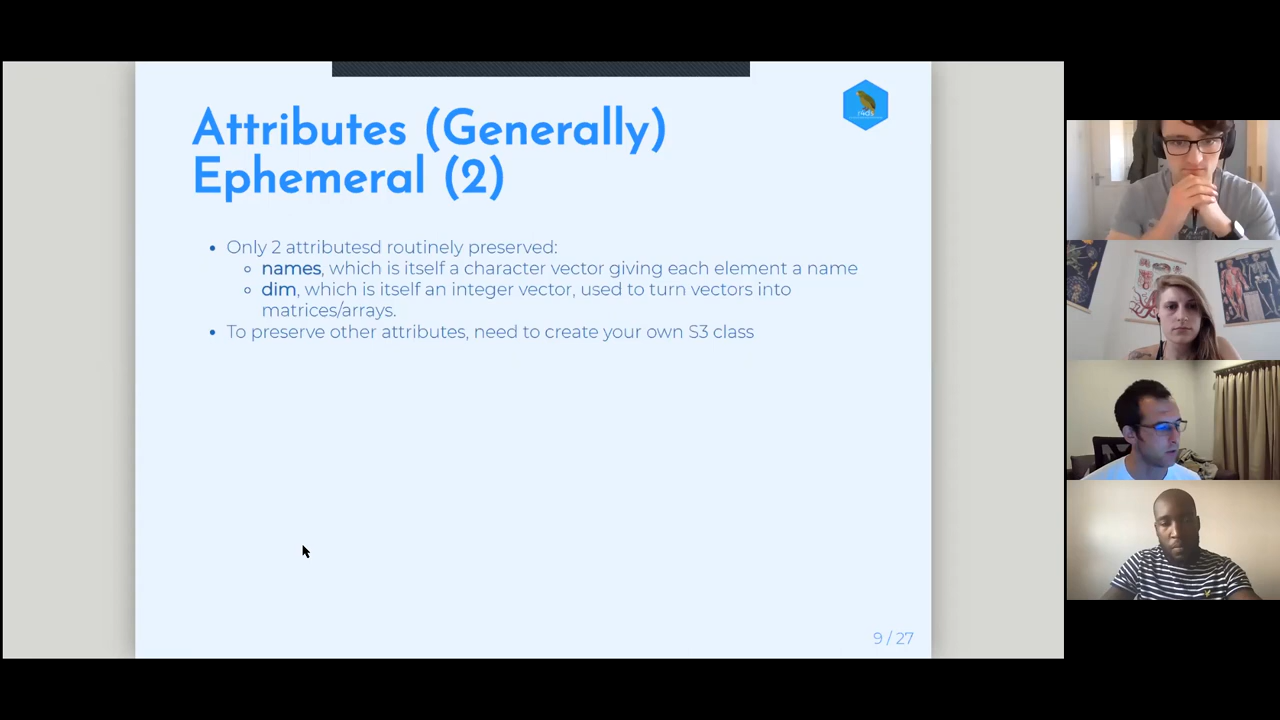 Attributes (Generally)
Ephemeral (2)
r4ds
• Only 2 attributesd routinely preserved:
◦ names, which is itself a character vector giving each element a name
◦ dim, which is itself an integer vector, used to turn vectors into
matrices/arrays.
• To preserve other attributes, need to create your own S3 class
9 / 27